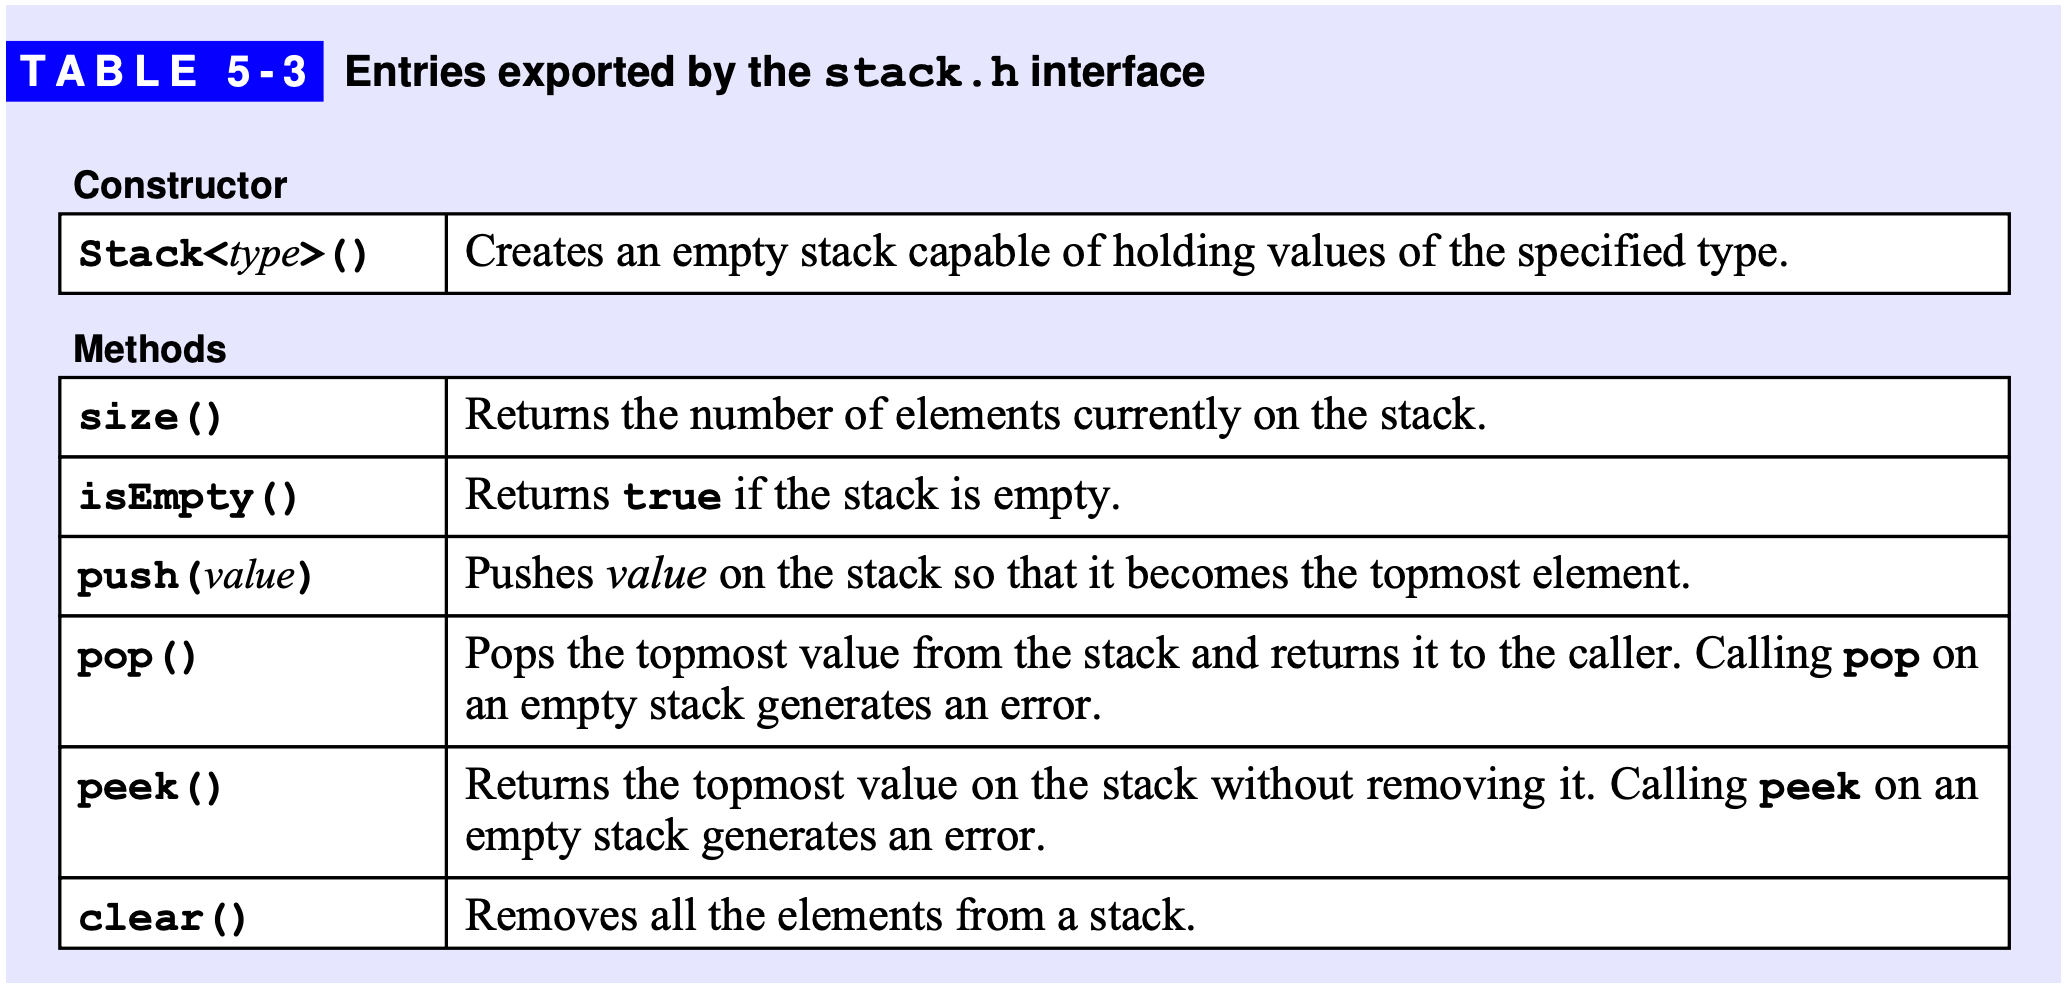 TABLE 5-3 Entries exported by the stack.h interface
Constructor
Stack<type>() Creates an empty stack capable of holding values of the specified type.
Methods
size() Returns the number of elements currently on the stack.
isEmpty() Returns true if the stack is empty.
push(value) Pushes value on the stack so that it becomes the topmost element.
pop() Pops the topmost value from the stack and returns it to the caller. Calling pop on
an empty stack generates an error.
peek() Returns the topmost value on the stack without removing it. Calling peek on an
empty stack generates an error.
clear() Removes all the elements from a stack.